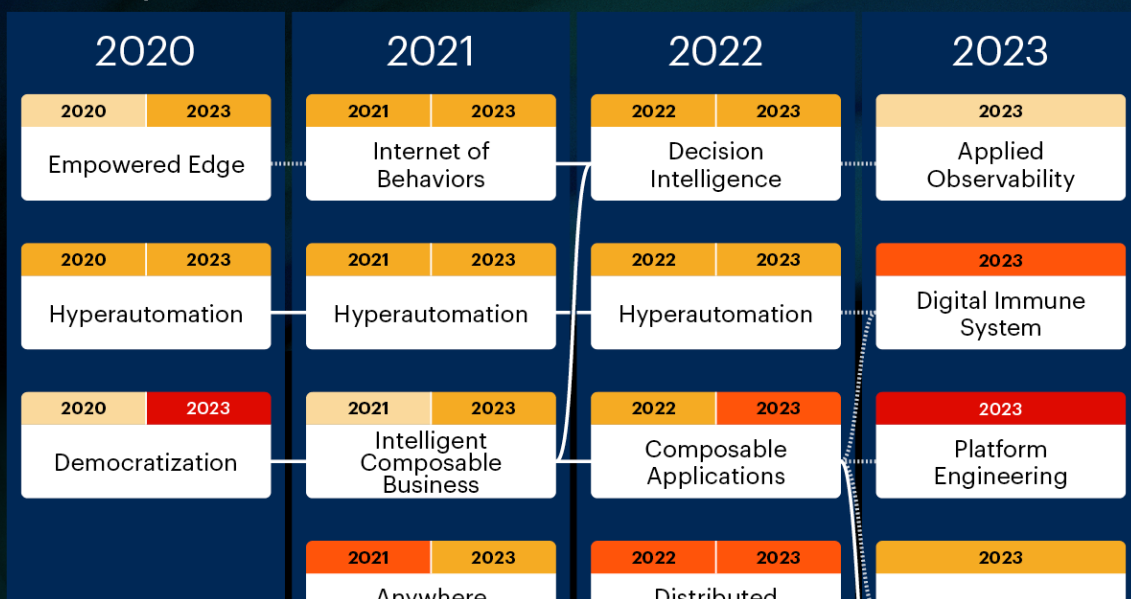 2020
2021
2022
2023
2020 2023
Empowered Edge
2021 2023
Internet of
Behaviors
2022 2023
Decision
Intelligence
2023
Applied
Observability
2020 2023
Hyperautomation
2021 2023
Hyperautomation
2022 2023
Hyperautomation
2023
Digital Immune
System
2020 2023
Democratization
2021 2023
Intelligent
Composable
Business
2022 2023
Composable
Applications
2023
Platform
Engineering
2021 2023
Anywhere
2022 2023
Distributed
2023